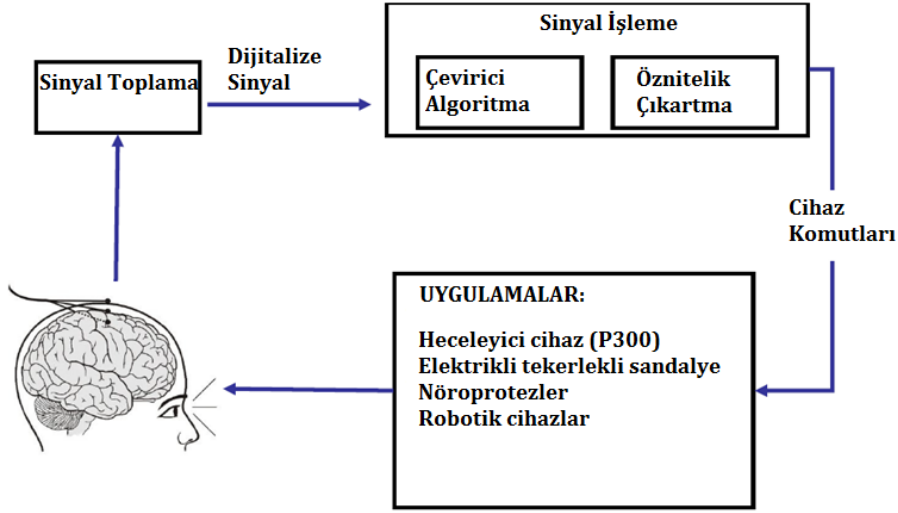 Sinyal Toplama
Dijitalize
Sinyal
Sinyal İşleme
Çevirici
Algoritma
Öznitelik
Çıkartma
Cihaz
Komutları
UYGULAMALAR:
Heceleyici cihaz (P300)
Elektrikli tekerlekli sandalye
Nöroprotezler
Robotik cihazlar